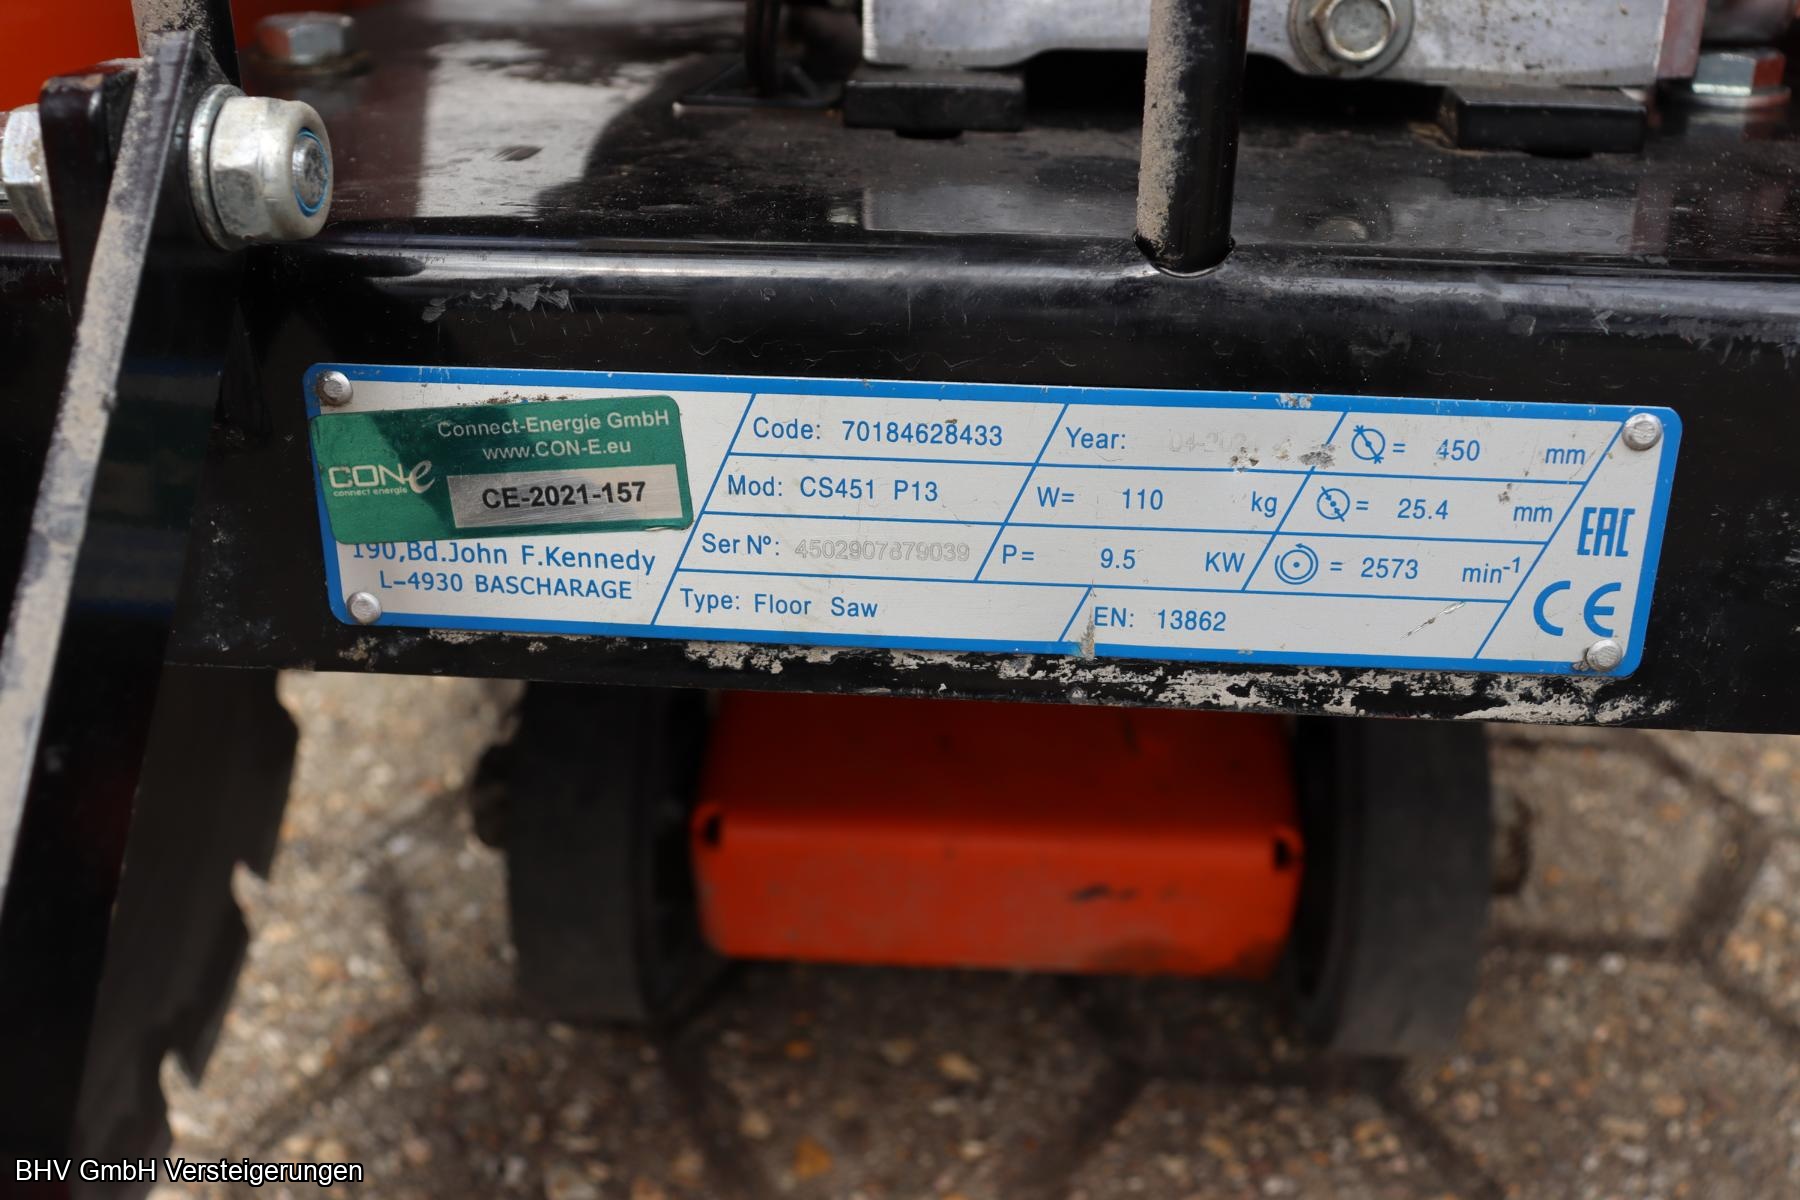 Connect-Energie GmbH
www.CON-E.eu
CONe
connect energie
CE-2021-157
190,Bd.John F.Kennedy
L-4930 BASCHARAGE
Code: 70184628433
Year:
= 450 mm
Mod: CS451 P13
W= 110 kg
= 25.4 mm
Ser Nº: 4502907879039
P= 9.5 KW
= 2573 min-1
Type: Floor Saw
EN: 13862
EAC
CE
BHV GmbH Versteigerungen